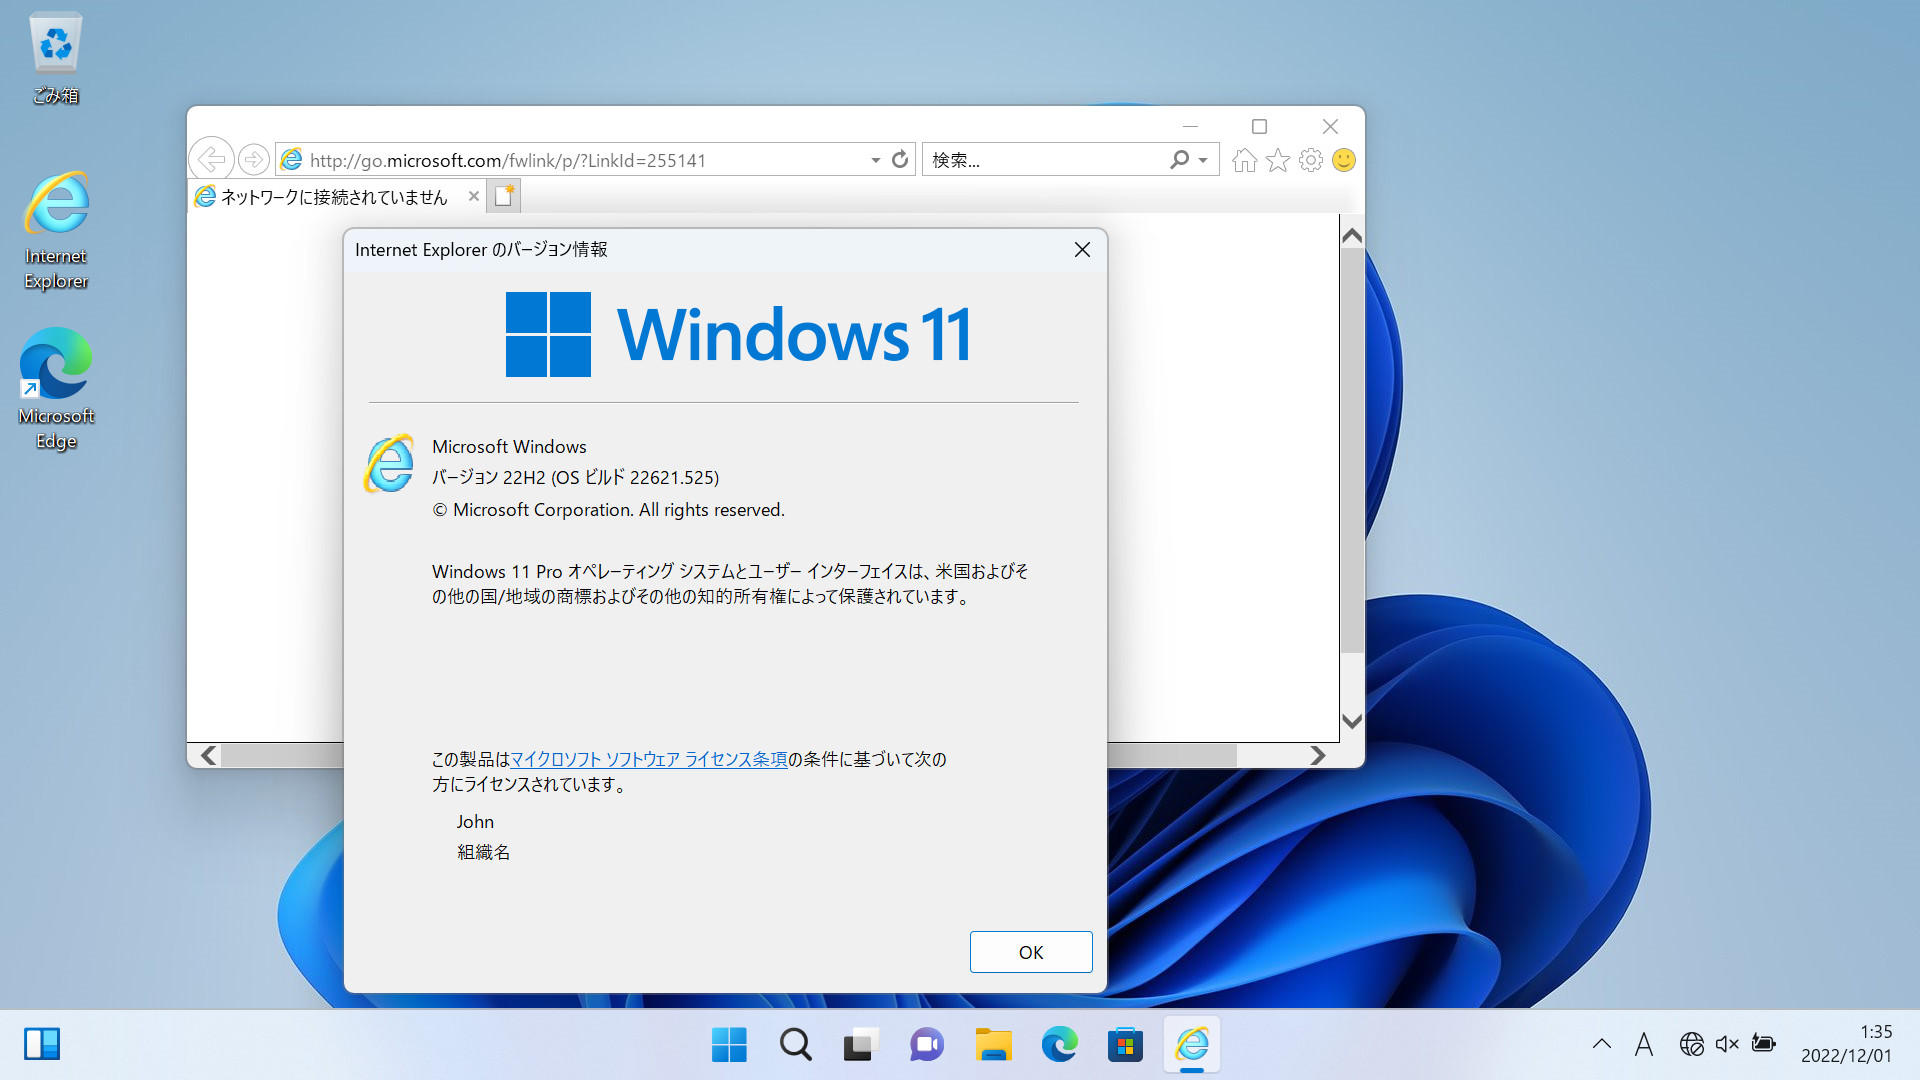 ごみ箱
Internet
Explorer
Microsoft
Edge
http://go.microsoft.com/fwlink/p/?LinkId=255141
検索...
ネットワークに接続されていません
Internet Explorer のバージョン情報
Windows 11
Microsoft Windows
バージョン 22H2 (OS ビルド 22621.525)
© Microsoft Corporation. All rights reserved.
Windows 11 Pro オペレーティング システムとユーザー インターフェイスは、米国およびそ
の他の国/地域の商標およびその他の知的所有権によって保護されています。
この製品はマイクロソフト ソフトウェア ライセンス条項の条件に基づいて次の
方にライセンスされています。
John
組織名
OK
A
1:35
2022/12/01